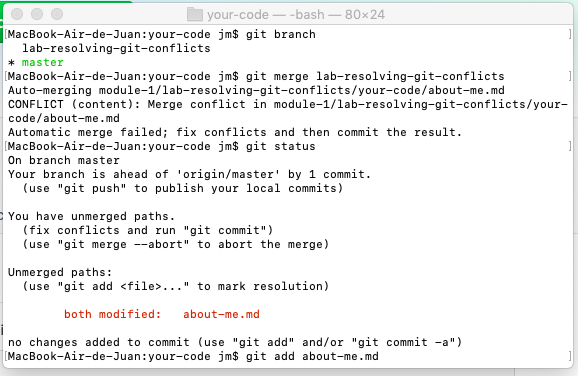 your-code — -bash — 80×24
[MacBook-Air-de-Juan:your-code jm$ git branch ]
  lab-resolving-git-conflicts
* master
[MacBook-Air-de-Juan:your-code jm$ git merge lab-resolving-git-conflicts ]
Auto-merging module-1/lab-resolving-git-conflicts/your-code/about-me.md
CONFLICT (content): Merge conflict in module-1/lab-resolving-git-conflicts/your-
code/about-me.md
Automatic merge failed; fix conflicts and then commit the result.
[MacBook-Air-de-Juan:your-code jm$ git status ]
On branch master
Your branch is ahead of 'origin/master' by 1 commit.
  (use "git push" to publish your local commits)

You have unmerged paths.
  (fix conflicts and run "git commit")
  (use "git merge --abort" to abort the merge)

Unmerged paths:
  (use "git add <file>..." to mark resolution)

        both modified:   about-me.md

no changes added to commit (use "git add" and/or "git commit -a")
[MacBook-Air-de-Juan:your-code jm$ git add about-me.md ]